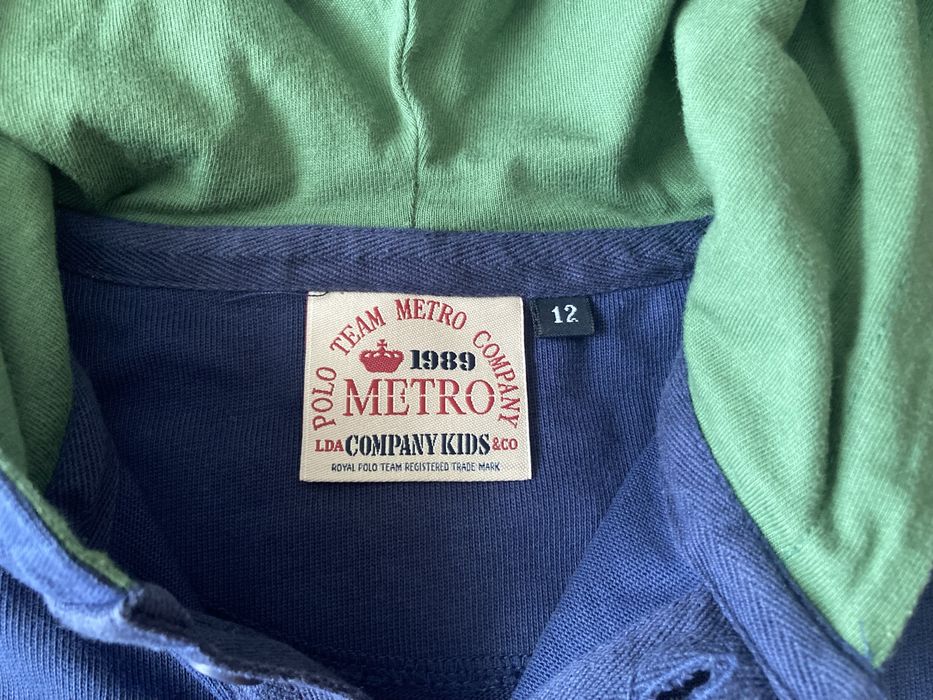 POLO TEAM METRO COMPANY
1989
METRO
LDA COMPANY KIDS &CO
ROYAL POLO TEAM REGISTERED TRADE MARK
12